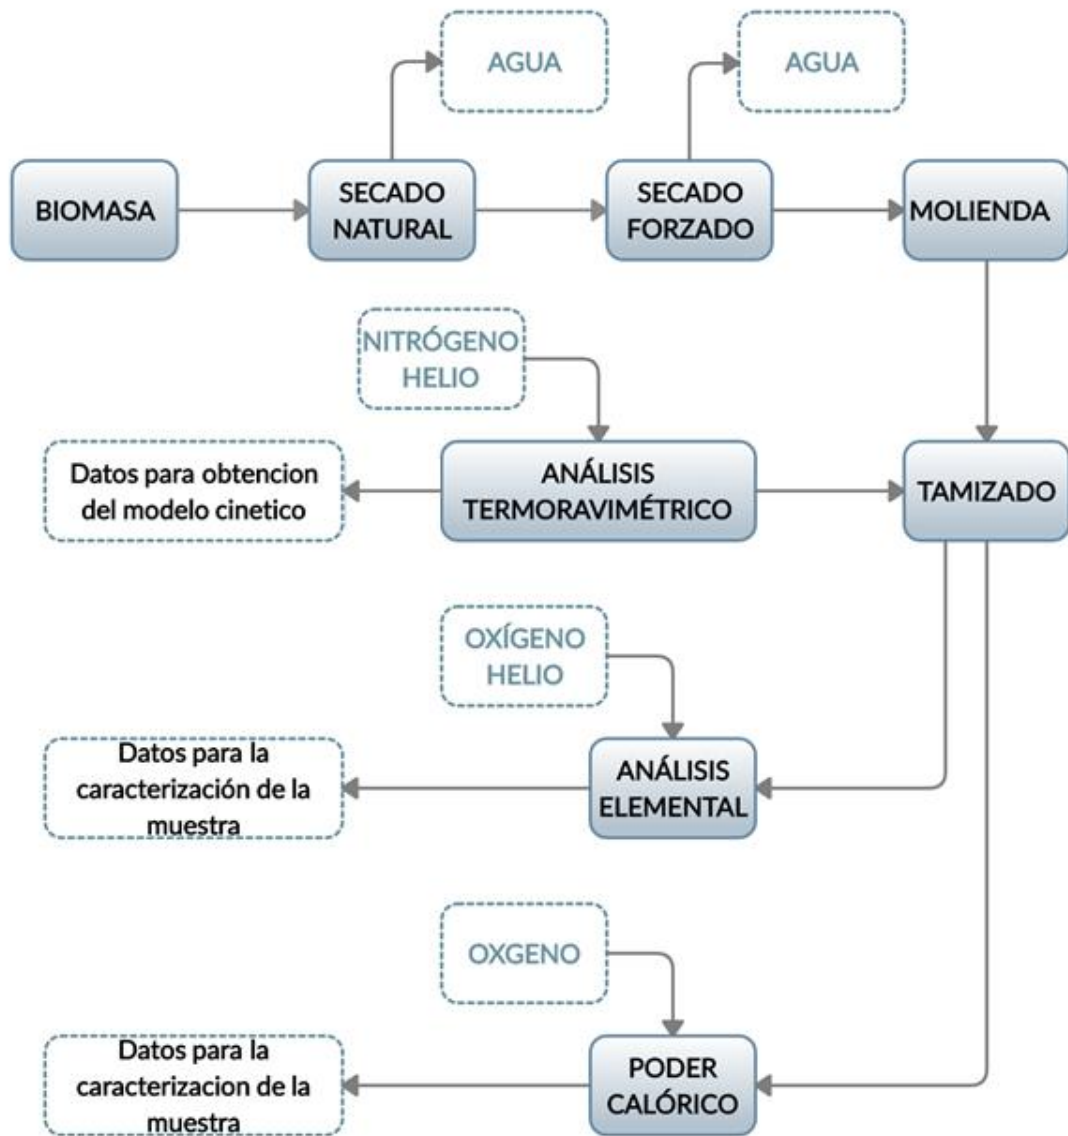 AGUA
AGUA
BIOMASA
SECADO
NATURAL
SECADO
FORZADO
MOLIENDA
NITRÓGENO
HELIO
Datos para obtencion
del modelo cinetico
ANÁLISIS
TERMORAVIMÉTRICO
TAMIZADO
OXÍGENO
HELIO
Datos para la
caracterización de la
muestra
ANÁLISIS
ELEMENTAL
OXGENO
Datos para la
caracterizacion de la
muestra
PODER
CALÓRICO